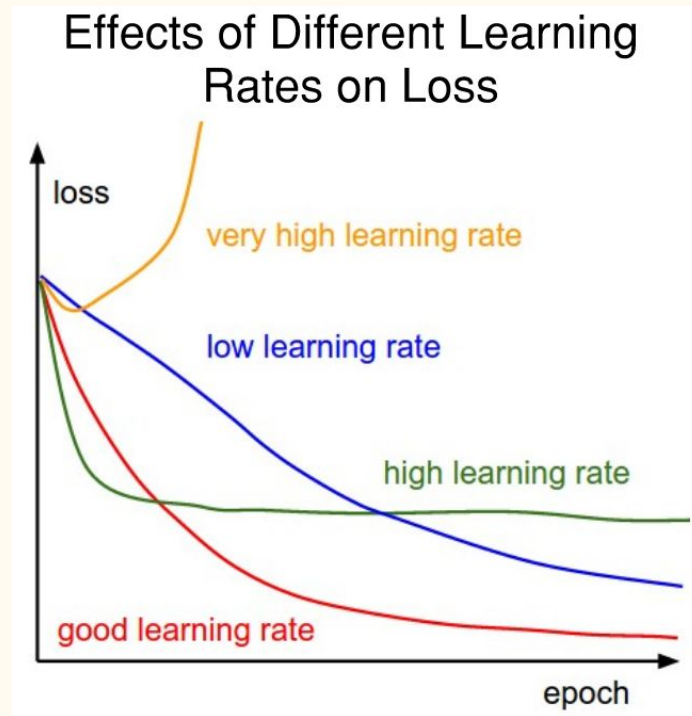 Effects of Different Learning
Rates on Loss
loss
very high learning rate
low learning rate
high learning rate
good learning rate
epoch